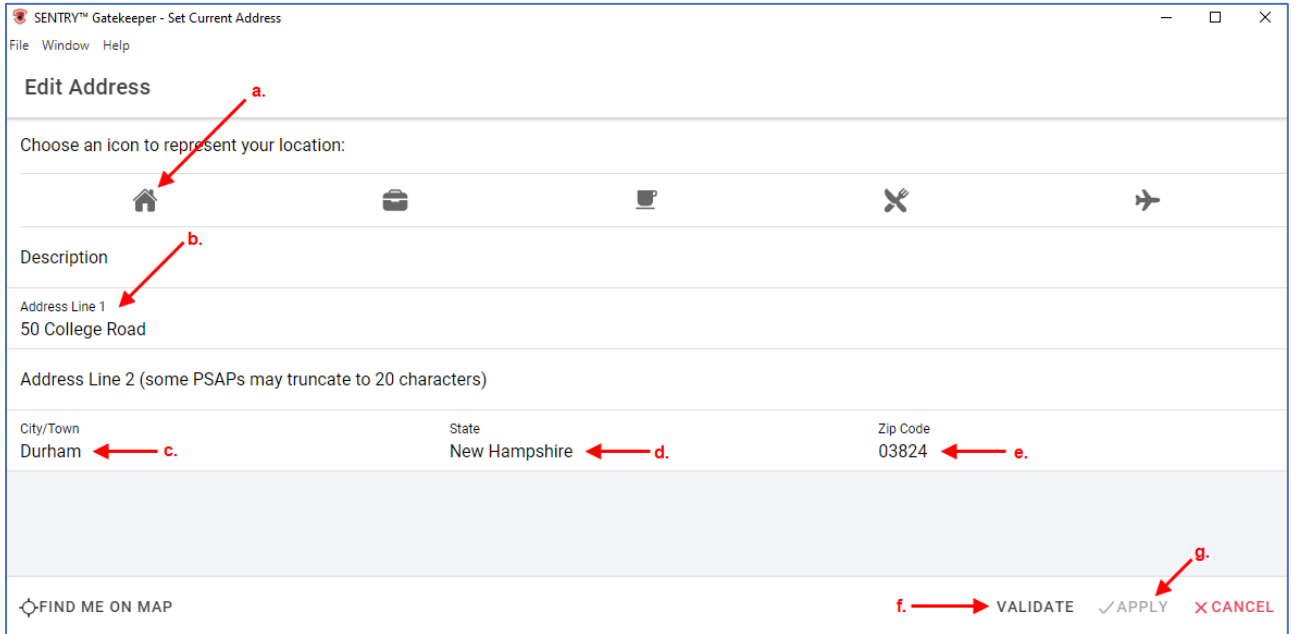 SENTRY™ Gatekeeper - Set Current Address
File Window Help
Edit Address
a.
Choose an icon to represent your location:
b.
Description
Address Line 1
50 College Road
Address Line 2 (some PSAPs may truncate to 20 characters)
City/Town State Zip Code
Durham c. New Hampshire d. 03824 e.
g.
FIND ME ON MAP f. VALIDATE APPLY CANCEL